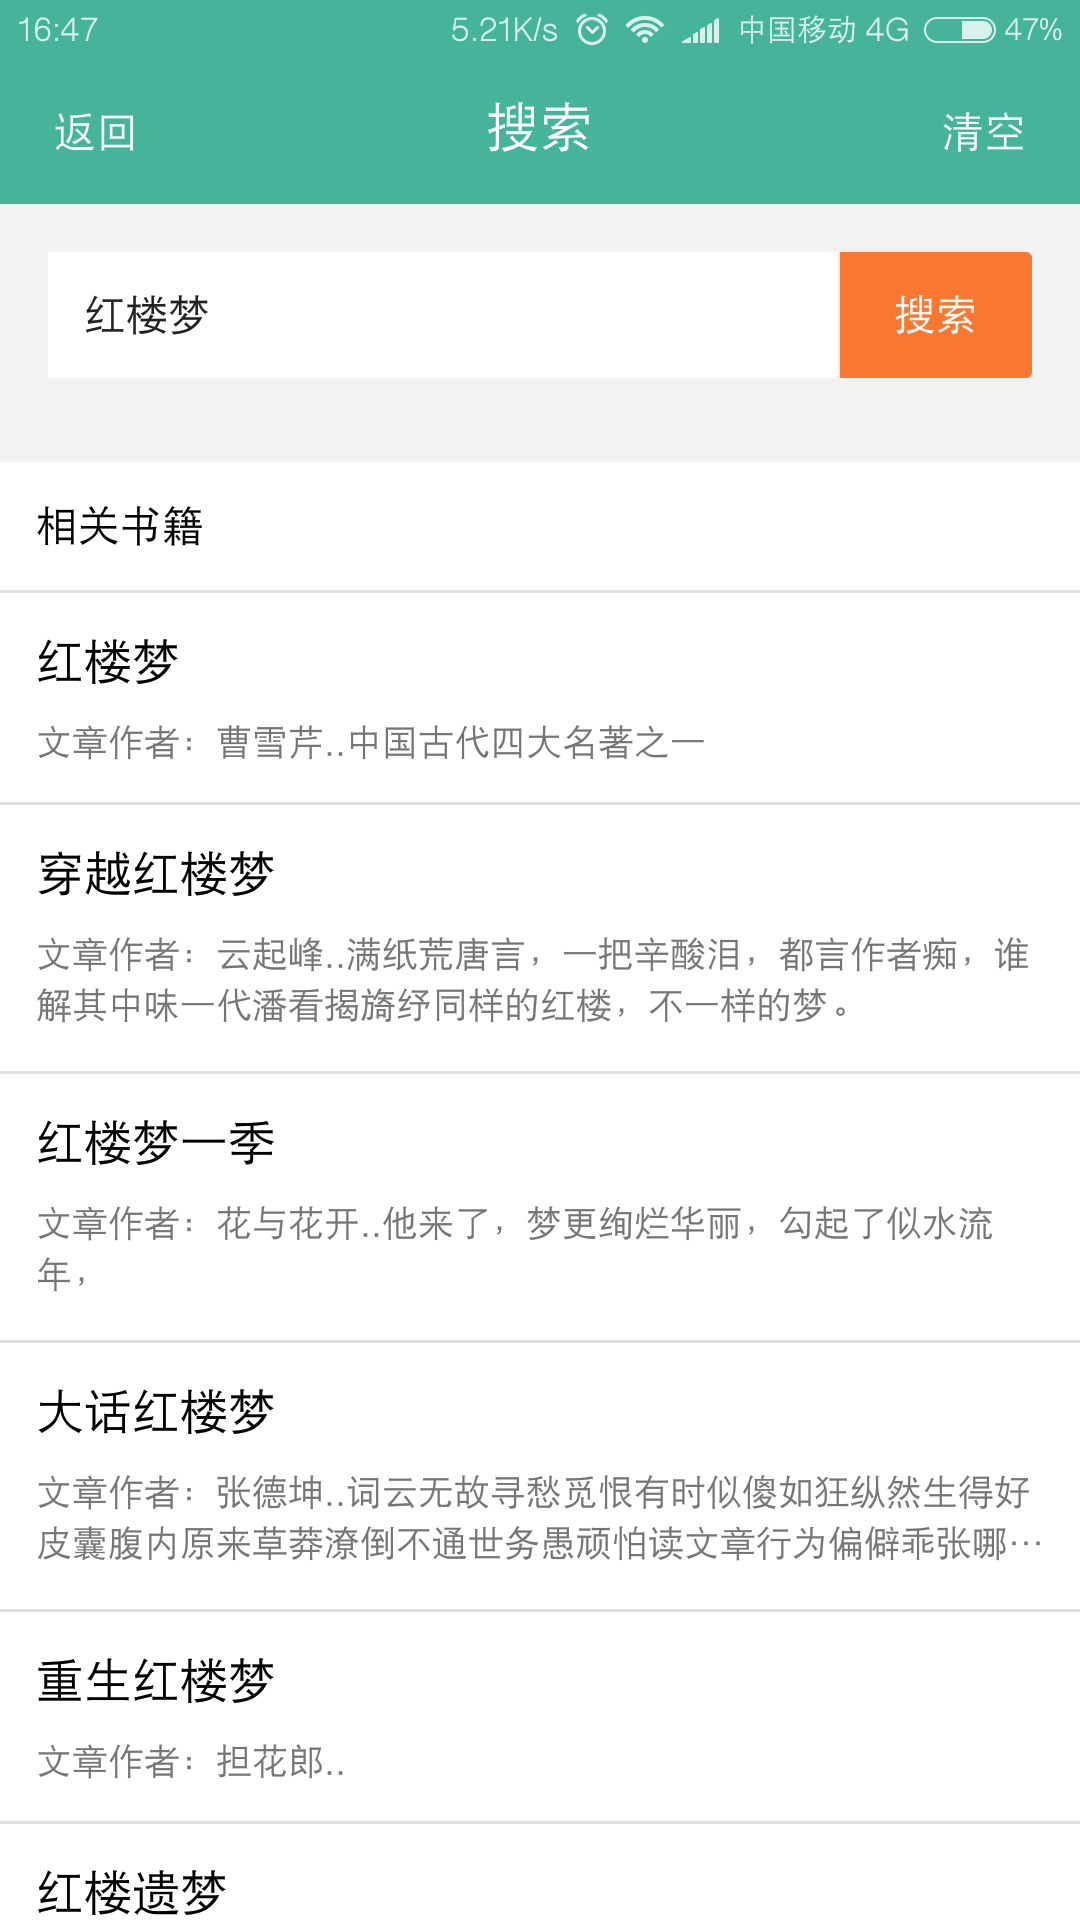 16:47 5.21K/s 中国移动 4G 47%
返回 搜索 清空
红楼梦 搜索
相关书籍
红楼梦
文章作者：曹雪芹..中国古代四大名著之一
穿越红楼梦
文章作者：云起峰..满纸荒唐言，一把辛酸泪，都言作者痴，谁
解其中味一代潘看揭旖纾同样的红楼，不一样的梦。
红楼梦一季
文章作者：花与花开..他来了，梦更绚烂华丽，勾起了似水流
年，
大话红楼梦
文章作者：张德坤..词云无故寻愁觅恨有时似傻如狂纵然生得好
皮囊腹内原来草莽潦倒不通世务愚顽怕读文章行为偏僻乖张哪…
重生红楼梦
文章作者：担花郎..
红楼遗梦